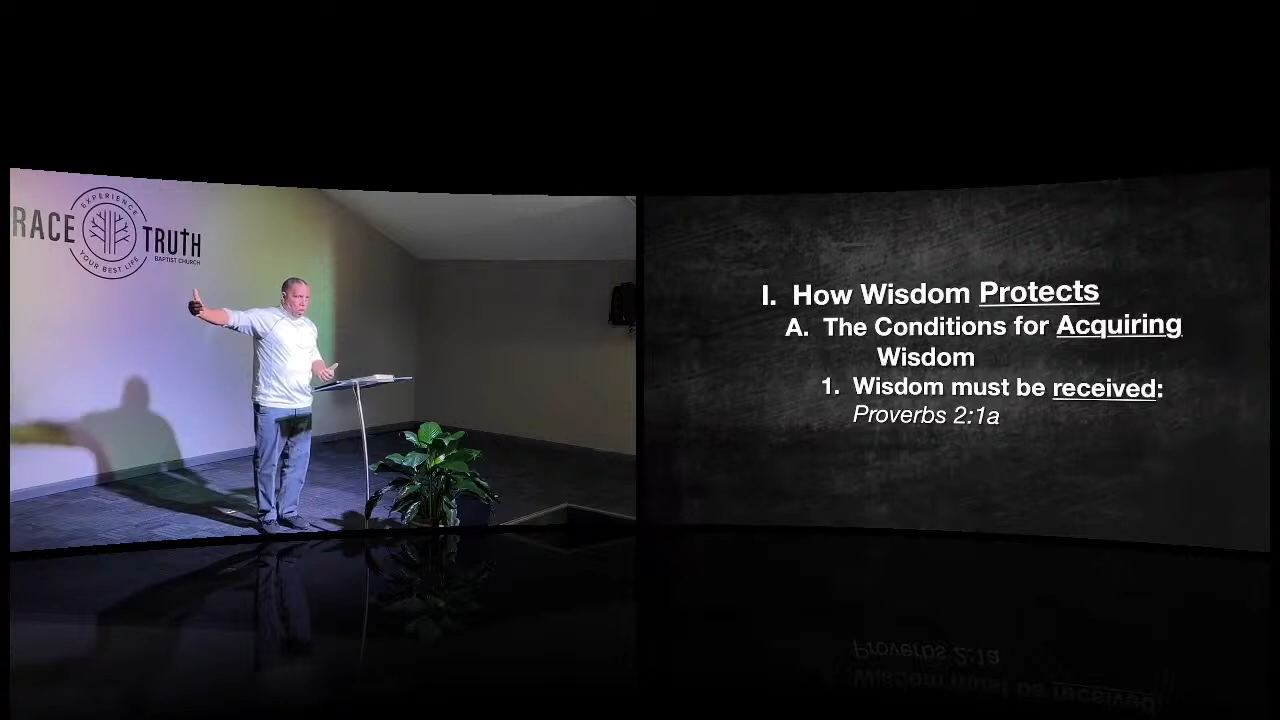 EXPERIENCE
RACE TRUTH
BAPTIST CHURCH
YOUR BEST LIFE
I. How Wisdom Protects
A. The Conditions for Acquiring
Wisdom
1. Wisdom must be received:
Proverbs 2:1a